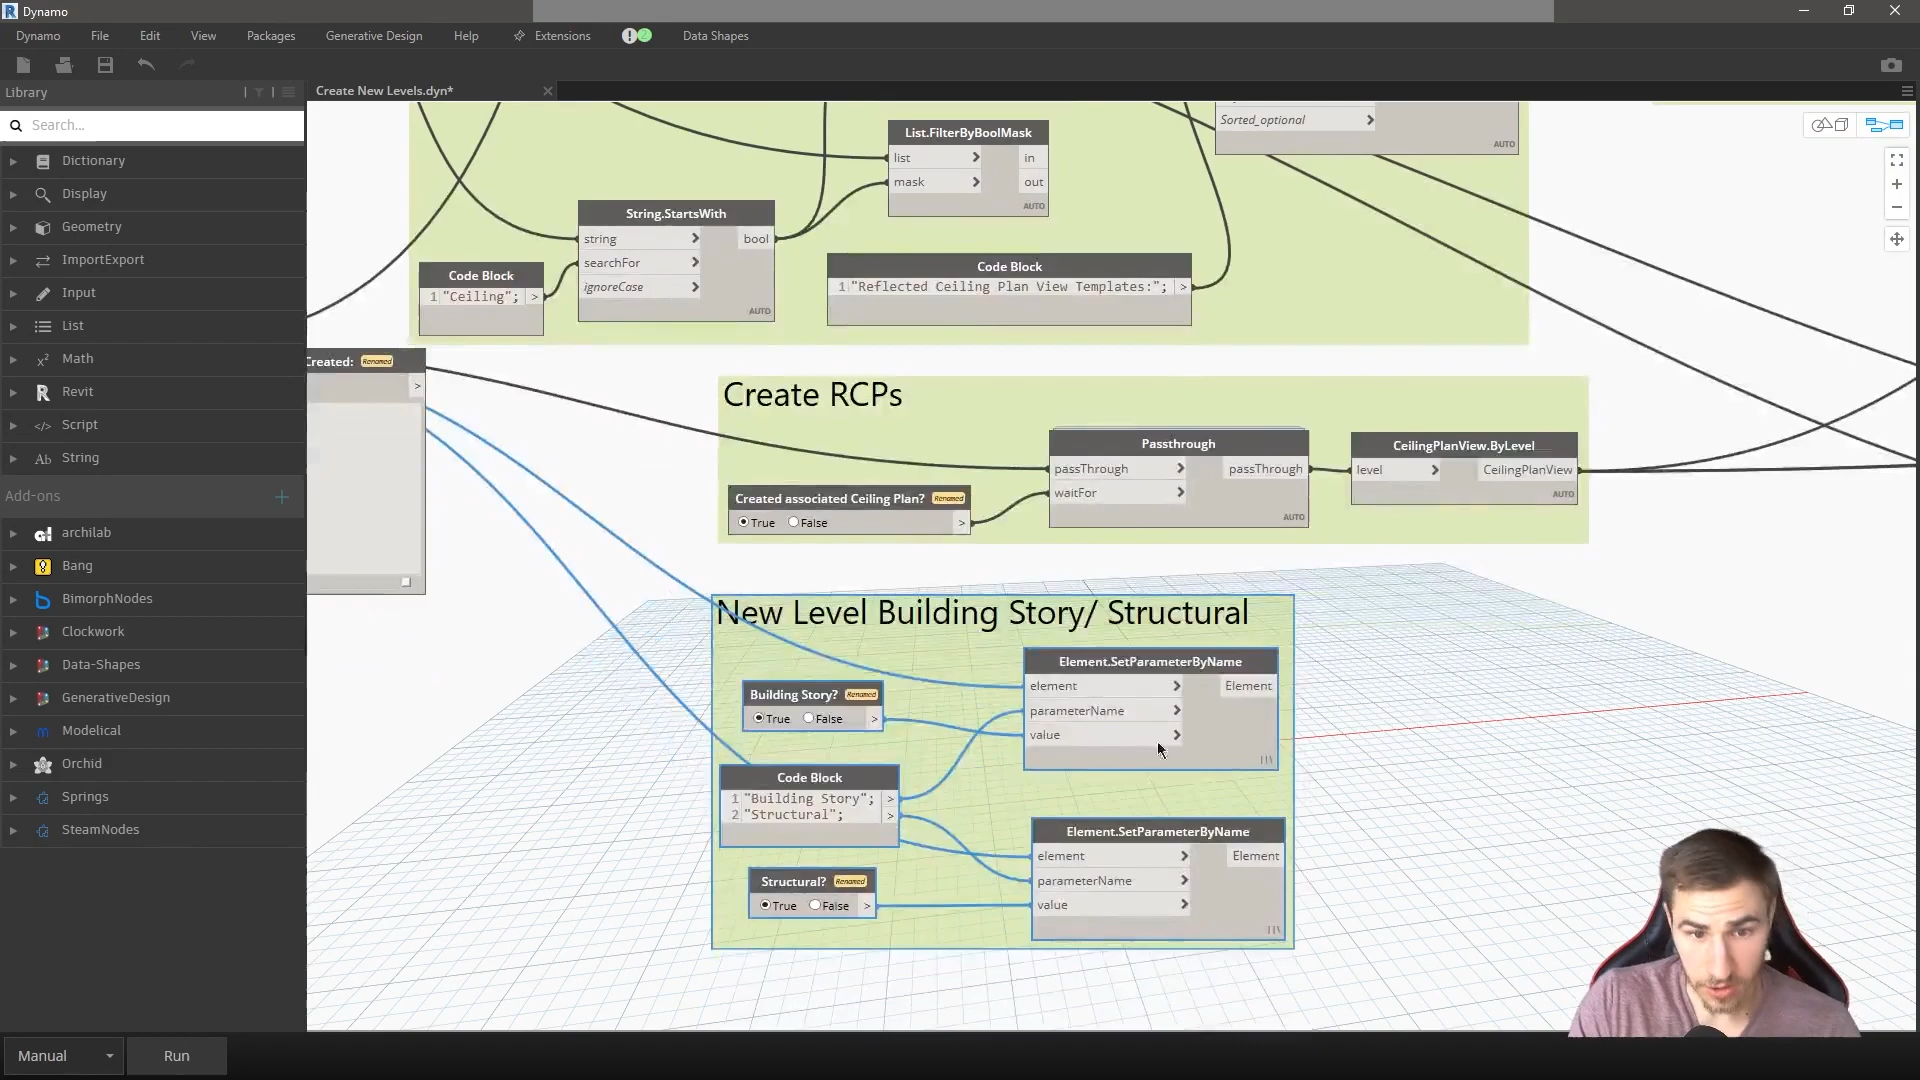 Dynamo
Dynamo File Edit View Packages Generative Design Help Extensions Data Shapes
Library
Create New Levels.dyn*
Search...
Dictionary
Display
Geometry
ImportExport
Input
List
Math
Revit
Script
String
Add-ons
archilab
Bang
BimorphNodes
Clockwork
Data-Shapes
GenerativeDesign
Modelical
Orchid
Springs
SteamNodes
Manual
Run
Sorted_optional >
AUTO
List.FilterByBoolMask
list > in
mask > out
AUTO
String.StartsWith
string > bool
searchFor >
ignoreCase >
AUTO
Code Block
1 "Ceiling"; >
Code Block
1 "Reflected Ceiling Plan View Templates:"; >
Created: Renamed
>
Create RCPs
Passthrough
passThrough > passThrough
waitFor >
AUTO
CeilingPlanView.ByLevel
level > CeilingPlanView
AUTO
Created associated Ceiling Plan? Renamed
True False >
New Level Building Story/ Structural
Element.SetParameterByName
element > Element
parameterName >
value >
Building Story? Renamed
True False >
Code Block
1 "Building Story"; >
2 "Structural"; >
Element.SetParameterByName
element > Element
parameterName >
value >
Structural? Renamed
True False >